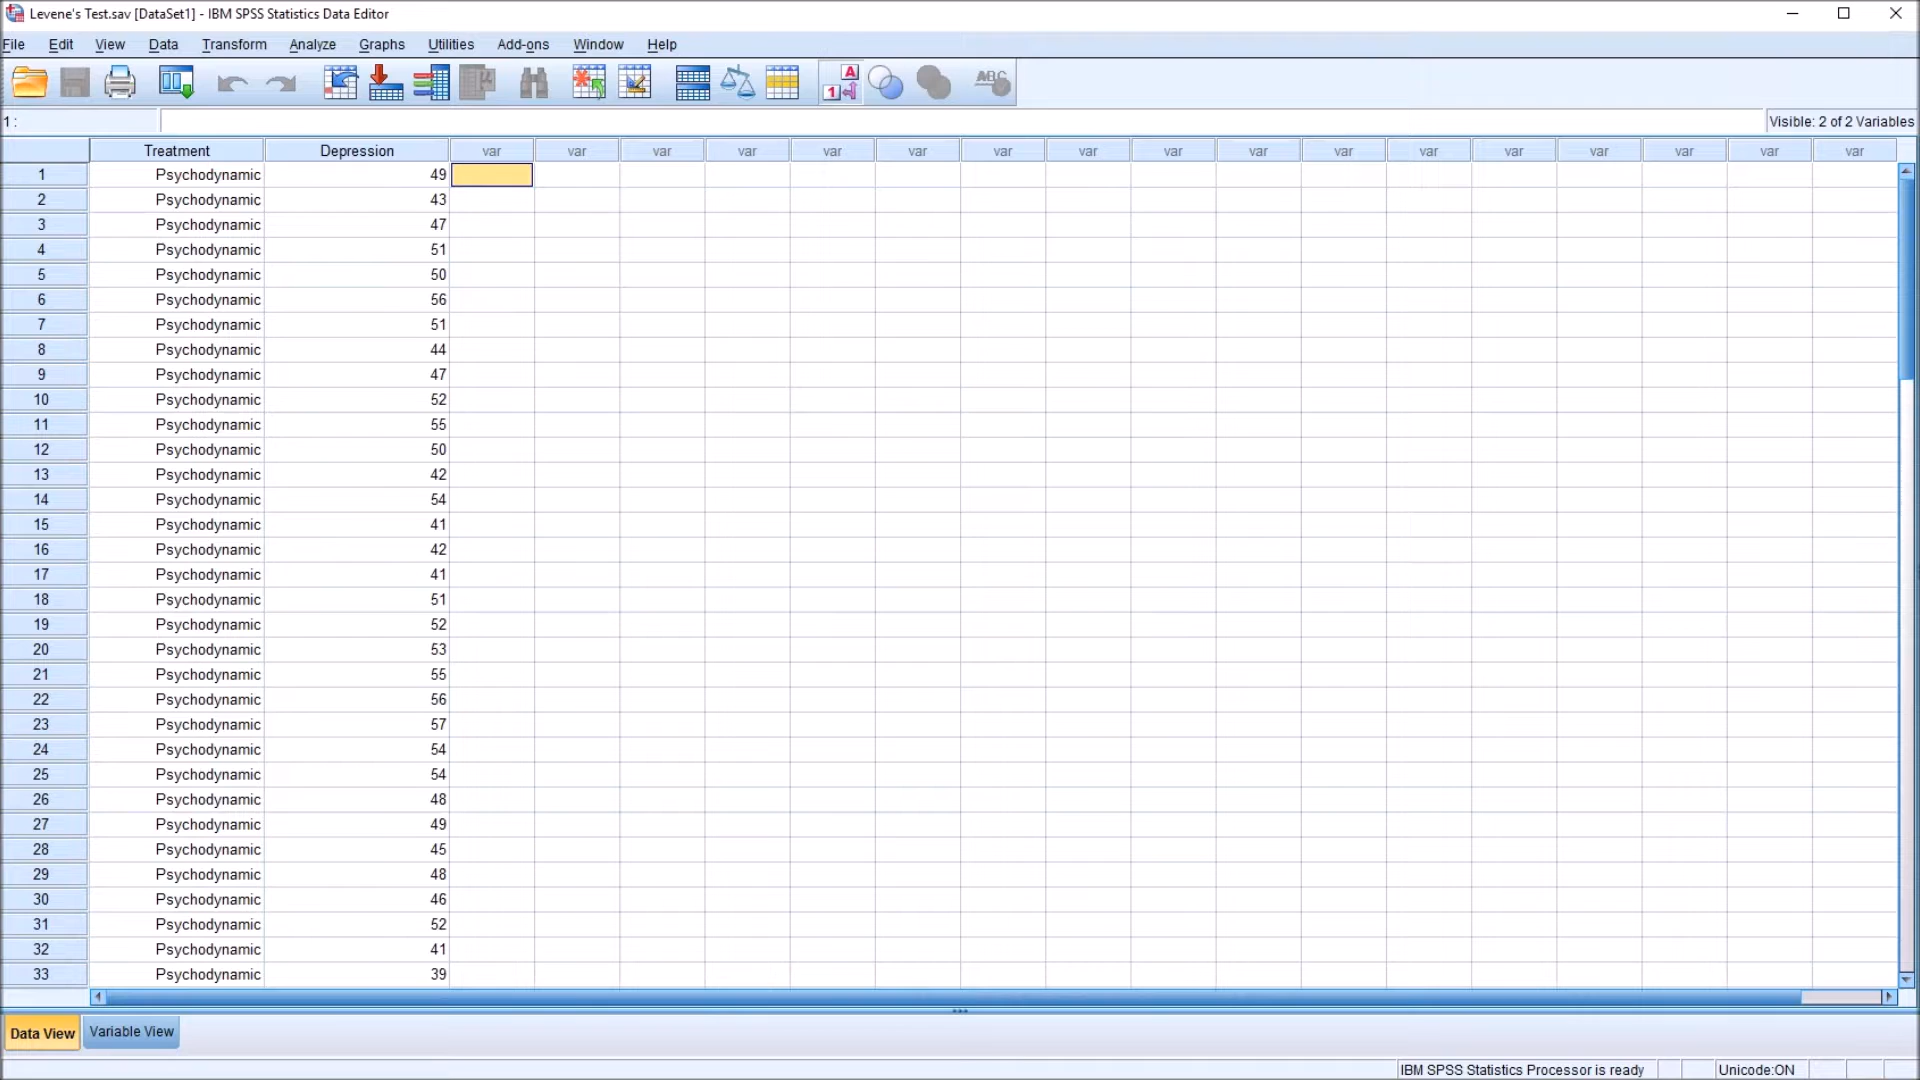 Levene's Test.sav [DataSet1] - IBM SPSS Statistics Data Editor
File Edit View Data Transform Analyze Graphs Utilities Add-ons Window Help
A
1
ABC
1 :
Visible: 2 of 2 Variables
Treatment Depression var var var var var var var var var var var var var var var var var
1 Psychodynamic 49
2 Psychodynamic 43
3 Psychodynamic 47
4 Psychodynamic 51
5 Psychodynamic 50
6 Psychodynamic 56
7 Psychodynamic 51
8 Psychodynamic 44
9 Psychodynamic 47
10 Psychodynamic 52
11 Psychodynamic 55
12 Psychodynamic 50
13 Psychodynamic 42
14 Psychodynamic 54
15 Psychodynamic 41
16 Psychodynamic 42
17 Psychodynamic 41
18 Psychodynamic 51
19 Psychodynamic 52
20 Psychodynamic 53
21 Psychodynamic 55
22 Psychodynamic 56
23 Psychodynamic 57
24 Psychodynamic 54
25 Psychodynamic 54
26 Psychodynamic 48
27 Psychodynamic 49
28 Psychodynamic 45
29 Psychodynamic 48
30 Psychodynamic 46
31 Psychodynamic 52
32 Psychodynamic 41
33 Psychodynamic 39
Data View Variable View
IBM SPSS Statistics Processor is ready Unicode:ON